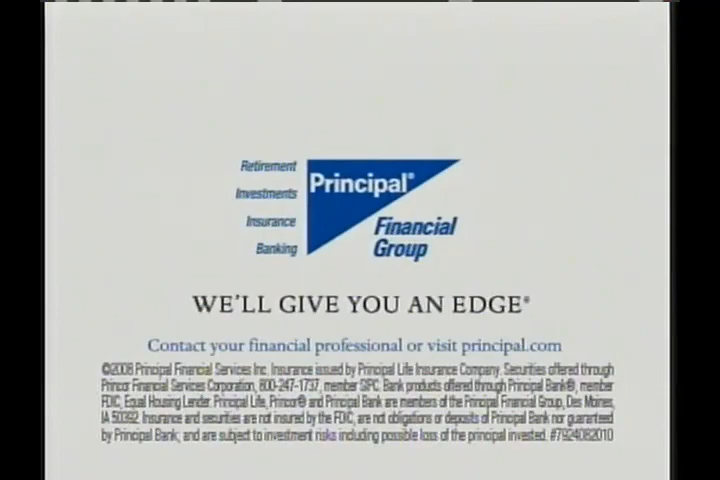 Retirement
Investments
Insurance
Banking
Principal®
Financial
Group
WE'LL GIVE YOU AN EDGE®
Contact your financial professional or visit principal.com
©2008 Principal Financial Services Inc. Insurance issued by Principal Life Insurance Company. Securities offered through
Princor Financial Services Corporation, 800-247-1737, member SIPC. Bank products offered through Principal Bank®, member
FDIC, Equal Housing Lender. Principal Life, Princor® and Principal Bank are members of the Principal Financial Group, Des Moines,
IA 50392. Insurance and securities are not insured by the FDIC, are not obligations or deposits of Principal Bank nor guaranteed
by Principal Bank, and are subject to investment risks including possible loss of the principal invested. #7924082010